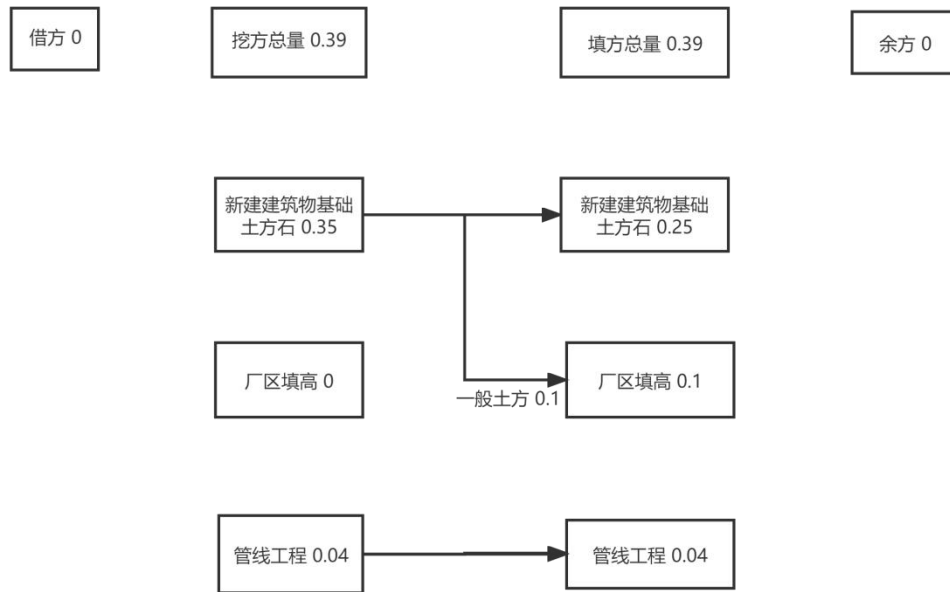 借方 0
挖方总量 0.39
填方总量 0.39
余方 0
新建建筑物基础
土方石 0.35
新建建筑物基础
土方石 0.25
厂区填高 0
一般土方 0.1
厂区填高 0.1
管线工程 0.04
管线工程 0.04